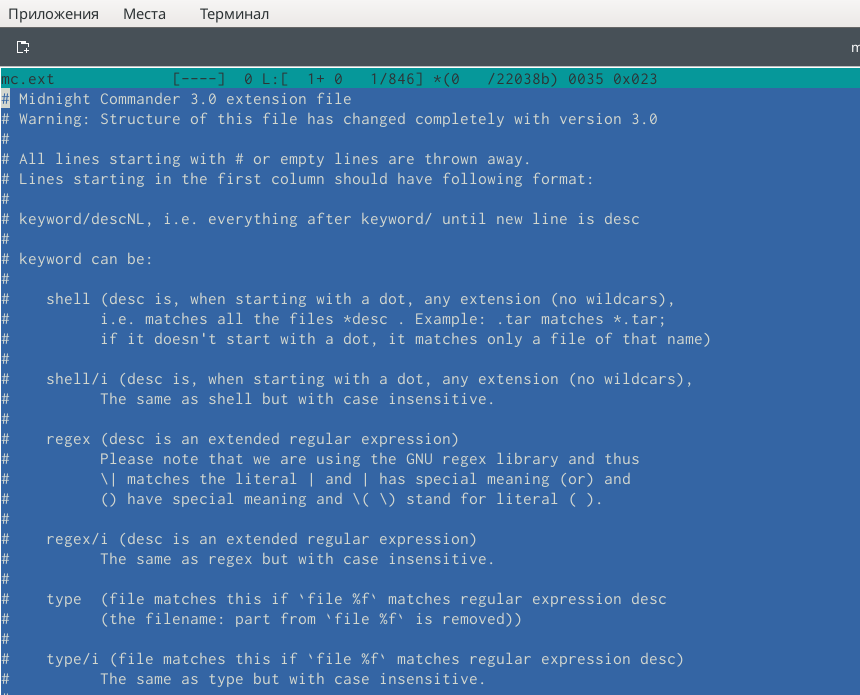 Приложения Места Терминал
m
mc.ext [----] 0 L:[ 1+ 0 1/846] *(0 /22038b) 0035 0x023
# Midnight Commander 3.0 extension file
# Warning: Structure of this file has changed completely with version 3.0
#
# All lines starting with # or empty lines are thrown away.
# Lines starting in the first column should have following format:
#
# keyword/descNL, i.e. everything after keyword/ until new line is desc
#
# keyword can be:
#
# shell (desc is, when starting with a dot, any extension (no wildcars),
# i.e. matches all the files *desc . Example: .tar matches *.tar;
# if it doesn't start with a dot, it matches only a file of that name)
#
# shell/i (desc is, when starting with a dot, any extension (no wildcars),
# The same as shell but with case insensitive.
#
# regex (desc is an extended regular expression)
# Please note that we are using the GNU regex library and thus
# \| matches the literal | and | has special meaning (or) and
# () have special meaning and \( \) stand for literal ( ).
#
# regex/i (desc is an extended regular expression)
# The same as regex but with case insensitive.
#
# type (file matches this if `file %f` matches regular expression desc
# (the filename: part from `file %f` is removed))
#
# type/i (file matches this if `file %f` matches regular expression desc)
# The same as type but with case insensitive.